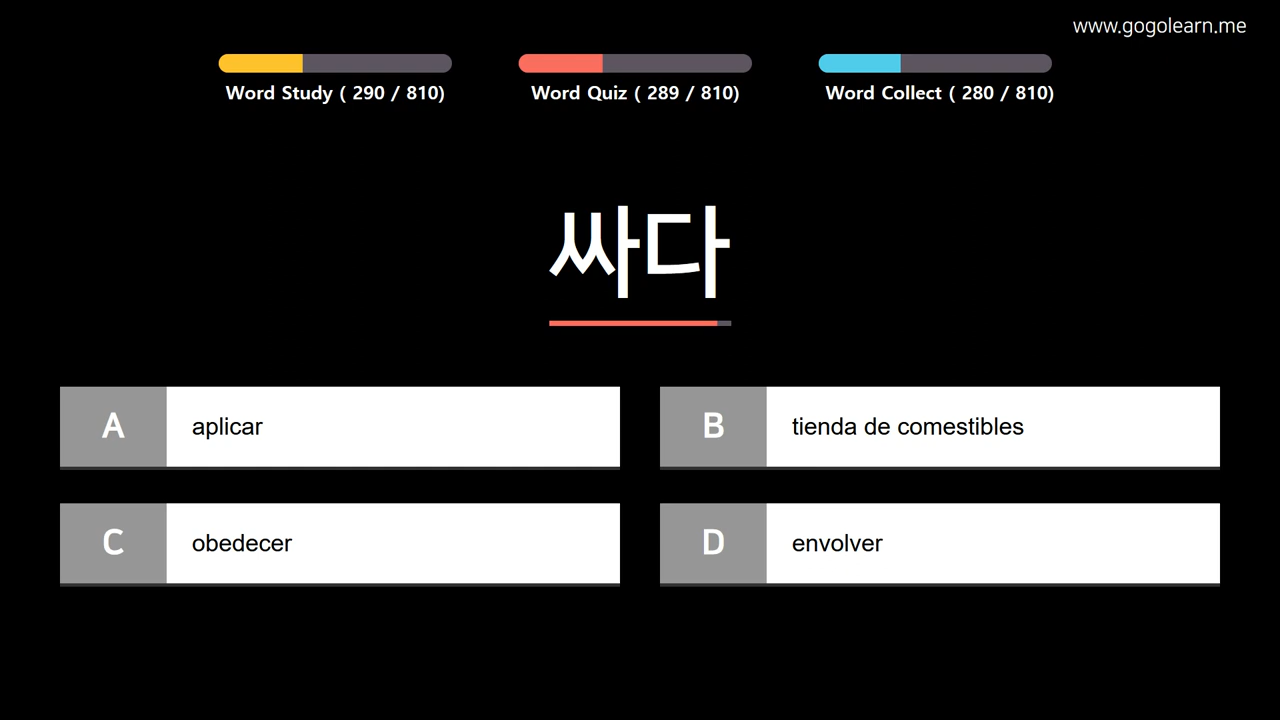 www.gogolearn.me
Word Study ( 290 / 810)
Word Quiz ( 289 / 810)
Word Collect ( 280 / 810)
싸다
A aplicar
B tienda de comestibles
C obedecer
D envolver